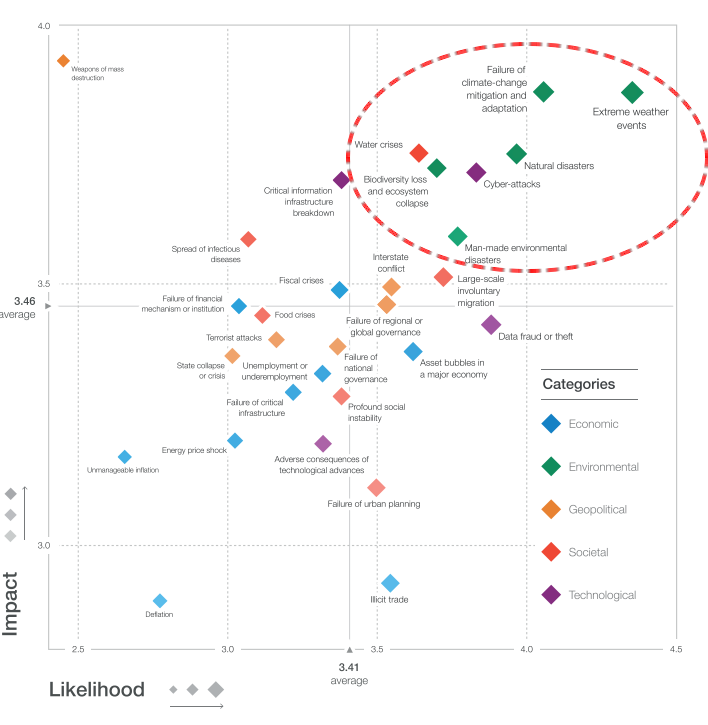 4.0
Weapons of mass
destruction
Failure of
climate-change
mitigation and
adaptation
Extreme weather
events
Water crises
Natural disasters
Biodiversity loss
and ecosystem
collapse
Cyber-attacks
Critical information
infrastructure
breakdown
Spread of infectious
diseases
Man-made environmental
disasters
Interstate
conflict
3.5
Fiscal crises
Large-scale
involuntary
migration
3.46
average
Failure of financial
mechanism or institution
Food crises
Failure of regional or
global governance
Data fraud or theft
Terrorist attacks
State collapse
or crisis
Unemployment or
underemployment
Failure of
national
governance
Asset bubbles in
a major economy
Failure of critical
infrastructure
Profound social
instability
Energy price shock
Adverse consequences of
technological advances
Unmanageable inflation
Failure of urban planning
3.0
Illicit trade
Deflation
Categories
Economic
Environmental
Geopolitical
Societal
Technological
Impact
2.5
3.0
3.5
4.0
4.5
3.41
average
Likelihood